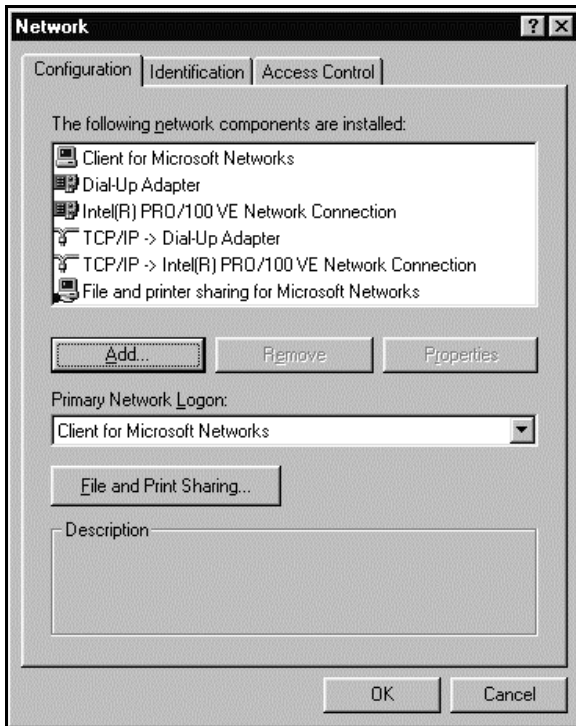 Network
Configuration Identification Access Control
The following network components are installed:
Client for Microsoft Networks
Dial-Up Adapter
Intel(R) PRO/100 VE Network Connection
TCP/IP -> Dial-Up Adapter
TCP/IP -> Intel(R) PRO/100 VE Network Connection
File and printer sharing for Microsoft Networks
Add... Remove Properties
Primary Network Logon:
Client for Microsoft Networks
File and Print Sharing...
Description
OK Cancel